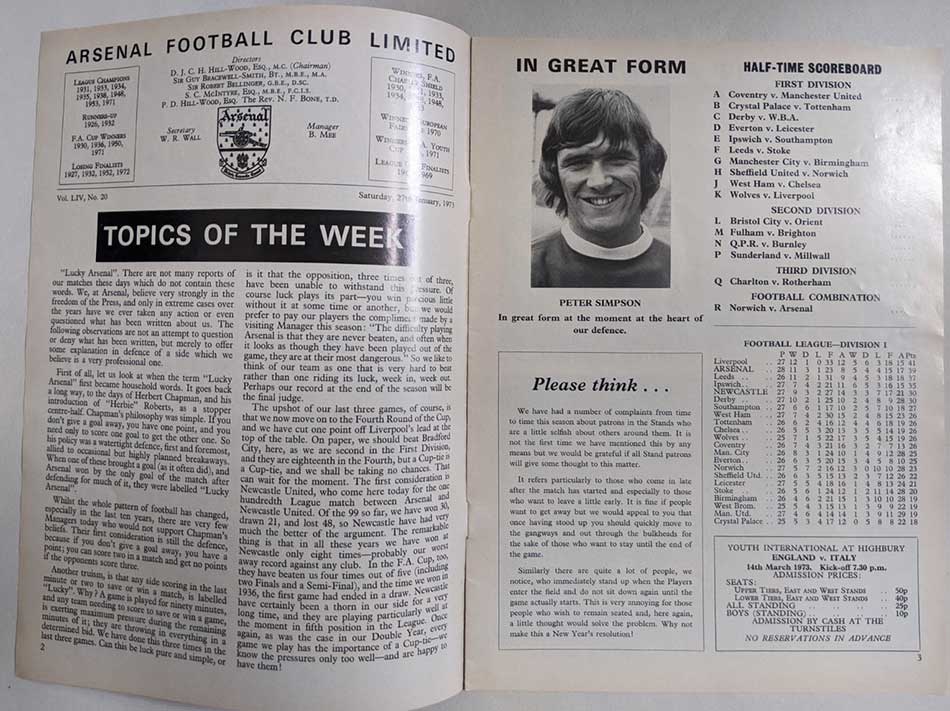 ARSENAL FOOTBALL CLUB LIMITED
Directors
D. J. C. H. HILL-WOOD, ESQ., M.C. (Chairman)
SIR GUY BRACEWELL-SMITH, BT., M.B.E., M.A.
SIR ROBERT BELLINGER, G.B.E., D.SC.
S. C. MCINTYRE, ESQ., M.B.E., F.C.I.S.
P. D. HILL-WOOD, ESQ. THE REV. N. F. BONE, T.D.
LEAGUE CHAMPIONS
1931, 1933, 1934,
1935, 1938, 1948,
1953, 1971
RUNNERS-UP
1926, 1932
F.A. CUP WINNERS
1930, 1936, 1950,
1971
LOSING FINALISTS
1927, 1932, 1952, 1972
Secretary
W. R. WALL
Arsenal
Manager
B. MEE
Vol. LIV, No. 20
Saturday, 27th January, 1973
TOPICS OF THE WEEK
"Lucky Arsenal". There are not many reports of
our matches these days which do not contain these
words. We, at Arsenal, believe very strongly in the
freedom of the Press, and only in extreme cases over
the years have we ever taken any action or even
questioned what has been written about us. The
following observations are not an attempt to question
or deny what has been written, but merely to offer
some explanation in defence of a side which we
believe is a very professional one.
First of all, let us look at when the term "Lucky
Arsenal" first became household words. It goes back
a long way, to the days of Herbert Chapman, and his
introduction of "Herbie" Roberts, as a stopper
centre-half. Chapman's philosophy was simple. If you
don't give a goal away, you have one point, and you
need only to score one goal to get the other one. So
his policy was a watertight defence, first and foremost,
allied to occasional but highly planned breakaways.
When one of these brought a goal (as it often did), and
Arsenal won by the only goal of the match after
defending for much of it, they were labelled "Lucky
Arsenal".
Whilst the whole pattern of football has changed,
especially in the last ten years, there are very few
Managers today who would not support Chapman's
beliefs. Their first consideration is still the defence,
because if you don't give a goal away, you have a
point; you can score two in a match and get no points
if the opponents score three.
Another truism, is that any side scoring in the last
minute or two to save or win a match, is labelled
"Lucky". Why? A game is played for ninety minutes,
and any team needing to score to save or win a game,
is exerting maximum pressure during the remaining
minutes of it; they are throwing in everything in a
determined bid. We have done this three times in the
last three games. Can this be luck pure and simple, or
2
is it that the opposition, three times out of three,
have been unable to withstand this pressure. Of
course luck plays its part—you win precious little
without it at some time or another, but we would
prefer to pay our players the compliment made by a
visiting Manager this season: "The difficulty playing
Arsenal is that they are never beaten, and often when
it looks as though they have been played out of the
game, they are at their most dangerous." So we like to
think of our team as one that is very hard to beat
rather than one riding its luck, week in, week out.
Perhaps our record at the end of the season will be
the final judge.
The upshot of our last three games, of course, is
that we now move on to the Fourth Round of the Cup,
and we have cut one point off Liverpool's lead at the
top of the table. On paper, we should beat Bradford
City, here, as we are second in the First Division,
and they are eighteenth in the Fourth, but a Cup-tie is
a Cup-tie, and we shall be taking no chances. That
can wait for the moment. The first consideration is
Newcastle United, who come here today for the one
hundredth League match between Arsenal and
Newcastle United. Of the 99 so far, we have won 30,
drawn 21, and lost 48, so Newcastle have had very
much the better of the argument. The remarkable
thing is that in all these years we have won at
Newcastle only eight times—probably our worst
away record against any club. In the F.A. Cup, too,
they have beaten us four times out of five (including
two Finals and a Semi-Final), and the time we won in
1936, the first game had ended in a draw. Newcastle
have certainly been a thorn in our side for a very
long time, and they are playing particularly well at
the moment in fifth position in the League. Once
again, as was the case in our Double Year, every
game we play has the importance of a Cup-tie—we
know the pressures only too well—and are happy to
have them!
IN GREAT FORM
PETER SIMPSON
In great form at the moment at the heart of
our defence.
Please think . . .
We have had a number of complaints from time
to time this season about patrons in the Stands who
are a little selfish about others around them. It is
not the first time we have mentioned this by any
means but we would be grateful if all Stand patrons
will give some thought to this matter.
It refers particularly to those who come in late
after the match has started and especially to those
who want to leave a little early. It is fine if people
want to get away but we would appeal to you that
once having stood up you should quickly move to
the gangways and out through the bulkheads for
the sake of those who want to stay until the end of
the game.
Similarly there are quite a lot of people, we
notice, who immediately stand up when the Players
enter the field and do not sit down again until the
game actually starts. This is very annoying for those
people who wish to remain seated and, here again,
a little thought would solve the problem. Why not
make this a New Year's resolution!
HALF-TIME SCOREBOARD
FIRST DIVISION
A Coventry v. Manchester United
B Crystal Palace v. Tottenham
C Derby v. W.B.A.
D Everton v. Leicester
E Ipswich v. Southampton
F Leeds v. Stoke
G Manchester City v. Birmingham
H Sheffield United v. Norwich
J West Ham v. Chelsea
K Wolves v. Liverpool
SECOND DIVISION
L Bristol City v. Orient
M Fulham v. Brighton
N Q.P.R. v. Burnley
P Sunderland v. Millwall
THIRD DIVISION
Q Charlton v. Rotherham
FOOTBALL COMBINATION
R Norwich v. Arsenal
FOOTBALL LEAGUE—DIVISION I
P W D L F A W D L F A Pts
Liverpool
ARSENAL
Leeds
Ipswich
NEWCASTLE
Derby
Southampton
West Ham
Tottenham
Chelsea
Wolves
Coventry
Man. City
Everton
Norwich
Sheffield Utd.
Leicester
Stoke
Birmingham
West Brom.
Man. Utd.
Crystal Palace
YOUTH INTERNATIONAL AT HIGHBURY
ENGLAND v. ITALY
14th March 1973. Kick-off 7.30 p.m.
ADMISSION PRICES:
SEATS:
UPPER TIERS, EAST AND WEST STANDS .. 50p
LOWER TIERS, EAST AND WEST STANDS .. 40p
ALL STANDING .. 25p
BOYS (STANDING) .. 10p
ADMISSION BY CASH AT THE
TURNSTILES
NO RESERVATIONS IN ADVANCE
3